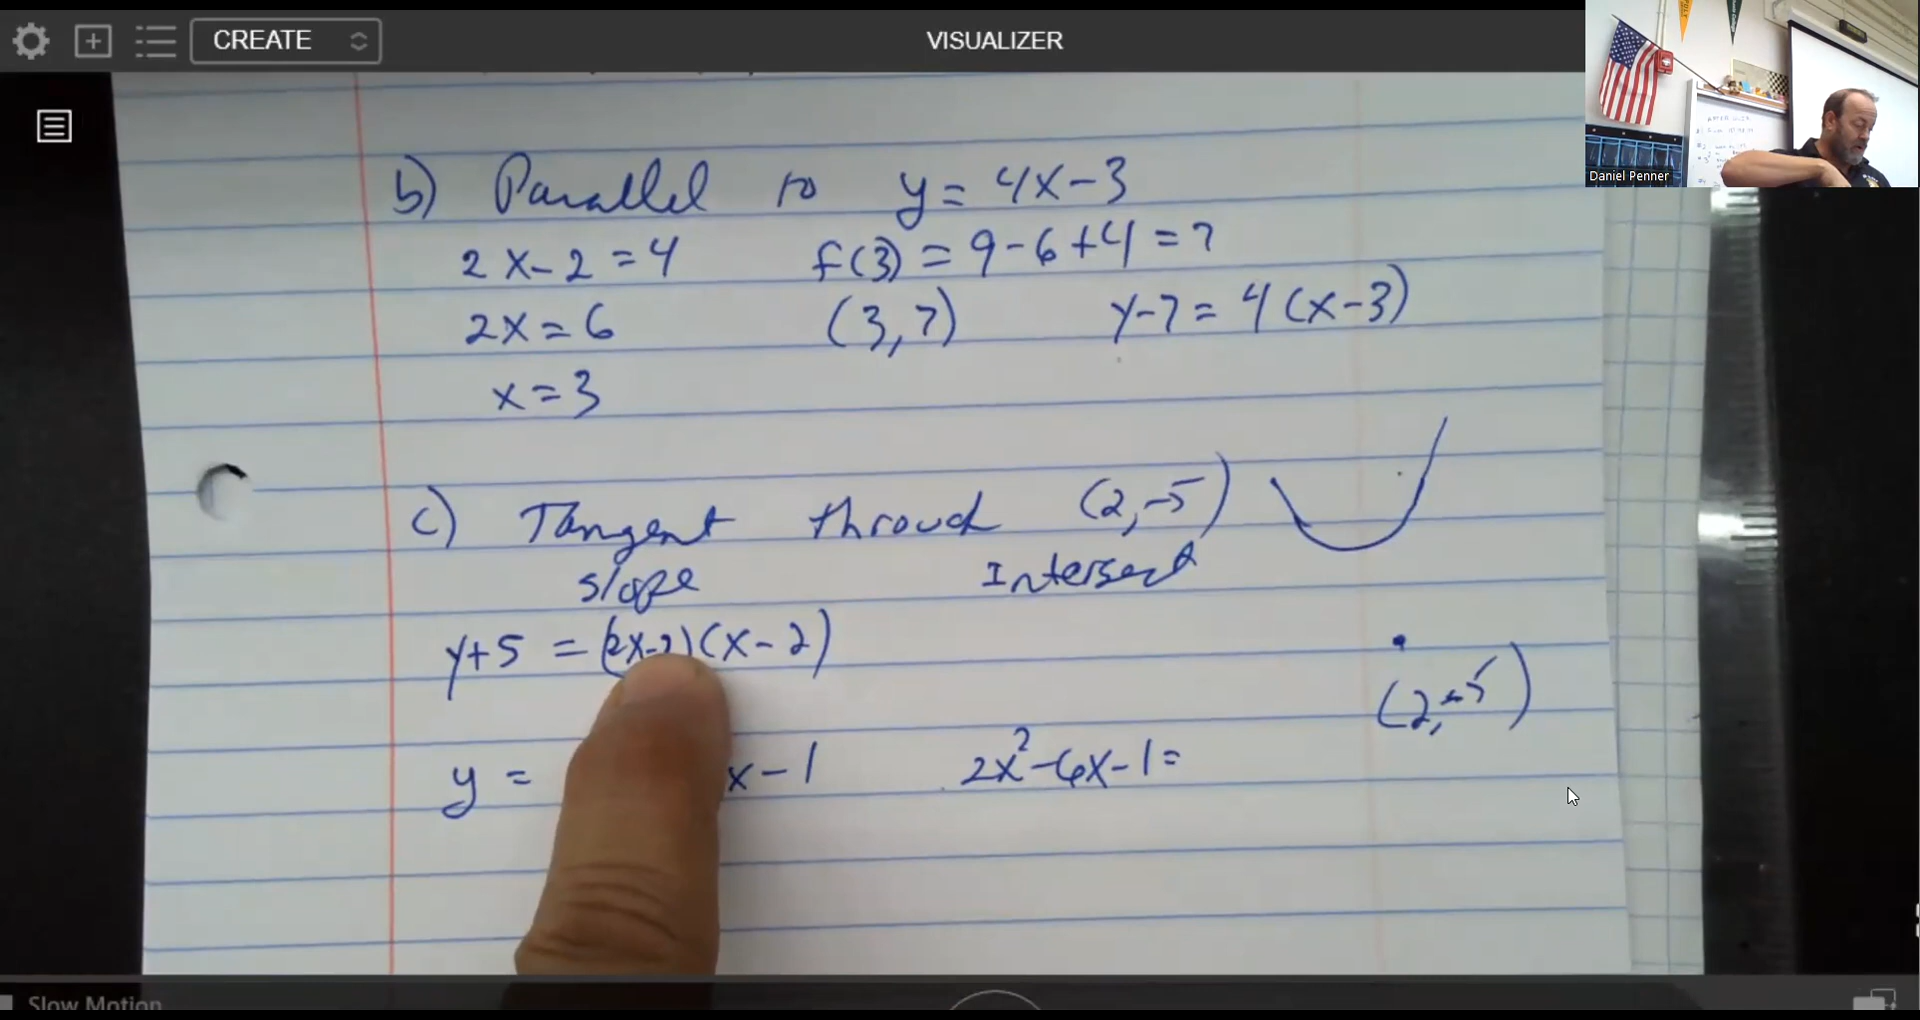 CREATE
VISUALIZER
Daniel Penner
b) Parallel to y = 4x - 3
2x - 2 = 4 f(3) = 9 - 6 + 4 = 7
2x = 6 (3, 7) y - 7 = 4 (x - 3)
x = 3
c) Tangent through (2, -5)
slope Intersect
y + 5 = (2x - 2)(x - 2)
(2, -5)
y = x - 1 2x² - 6x - 1 =
Slow Motion